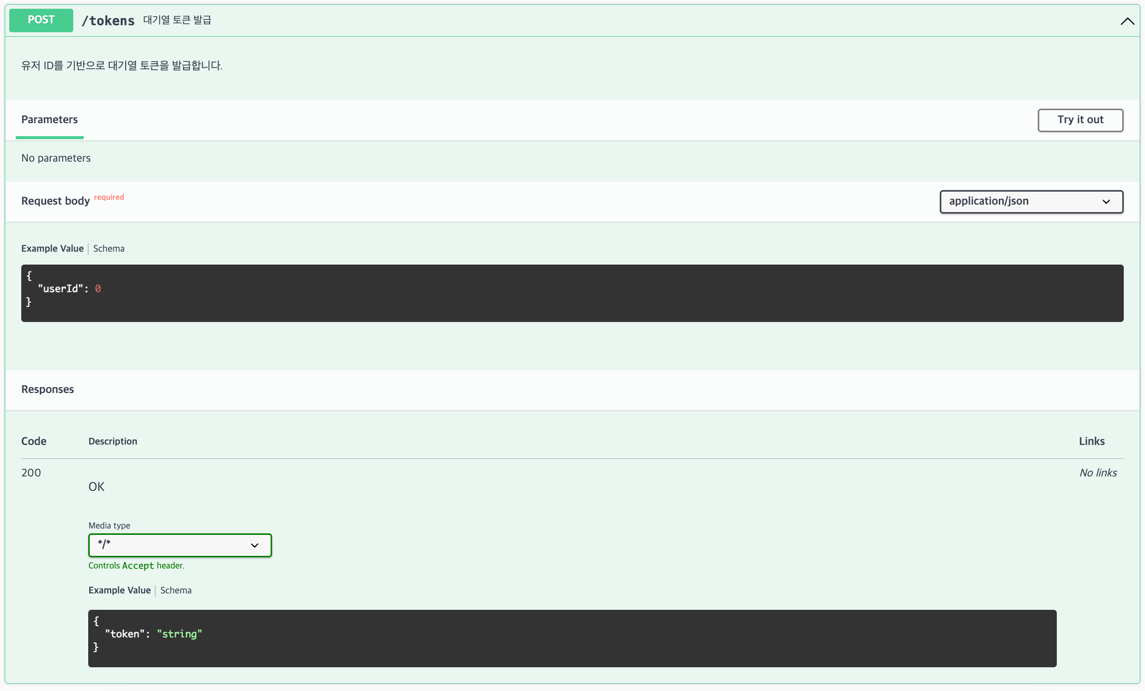 POST /tokens 대기열 토큰 발급
유저 ID를 기반으로 대기열 토큰을 발급합니다.
Parameters Try it out
No parameters
Request body required application/json
Example Value | Schema
{
  "userId": 0
}
Responses
Code Description Links
200 OK No links
Media type
*/*
Controls Accept header.
Example Value | Schema
{
  "token": "string"
}